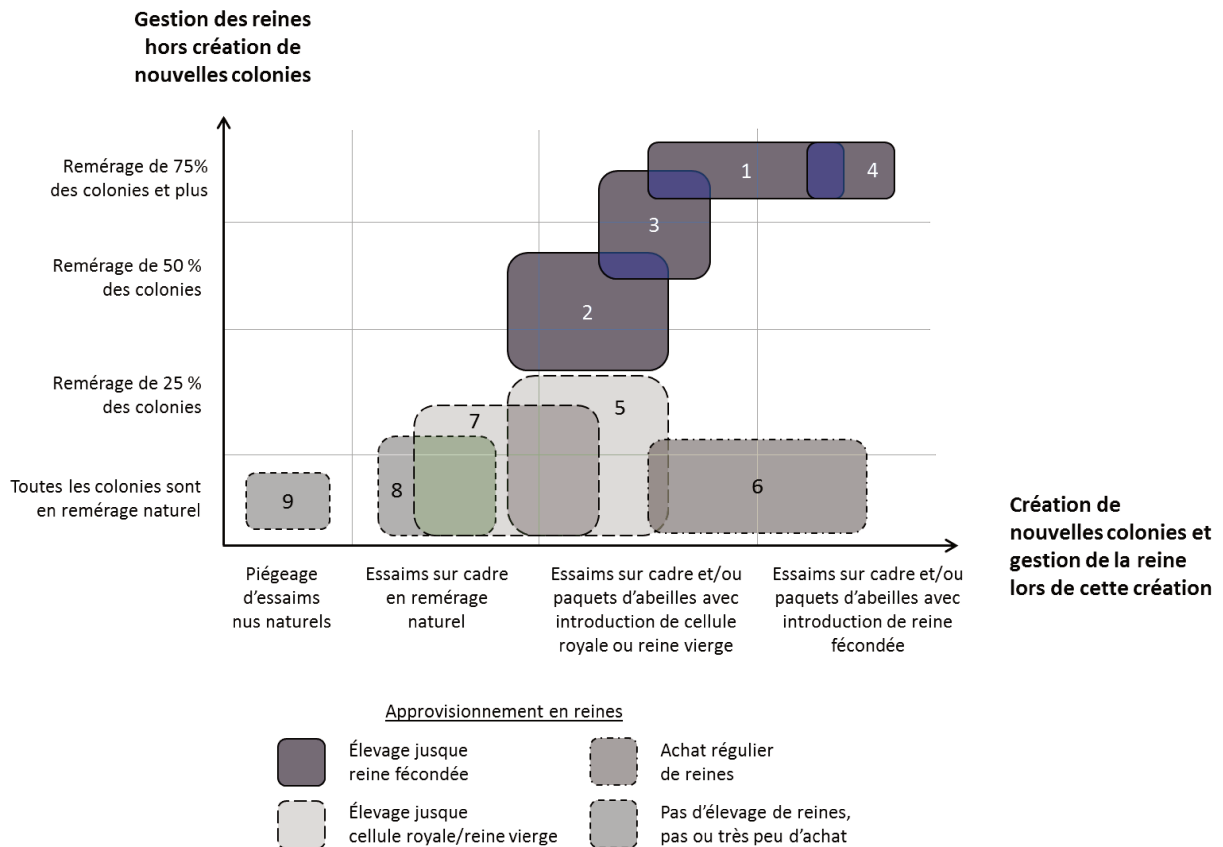 Gestion des reines
hors création de
nouvelles colonies
Remérage de 75%
des colonies et plus
Remérage de 50 %
des colonies
Remérage de 25 %
des colonies
Toutes les colonies sont
en remérage naturel
1
4
3
2
5
7
8
6
9
Création de
nouvelles colonies et
gestion de la reine
lors de cette création
Piégeage
d'essaims
nus naturels
Essaims sur cadre
en remérage
naturel
Essaims sur cadre et/ou
paquets d'abeilles avec
introduction de cellule
royale ou reine vierge
Essaims sur cadre et/ou
paquets d'abeilles avec
introduction de reine
fécondée
Approvisionnement en reines
Élevage jusque
reine fécondée
Achat régulier
de reines
Élevage jusque
cellule royale/reine vierge
Pas d'élevage de reines,
pas ou très peu d'achat